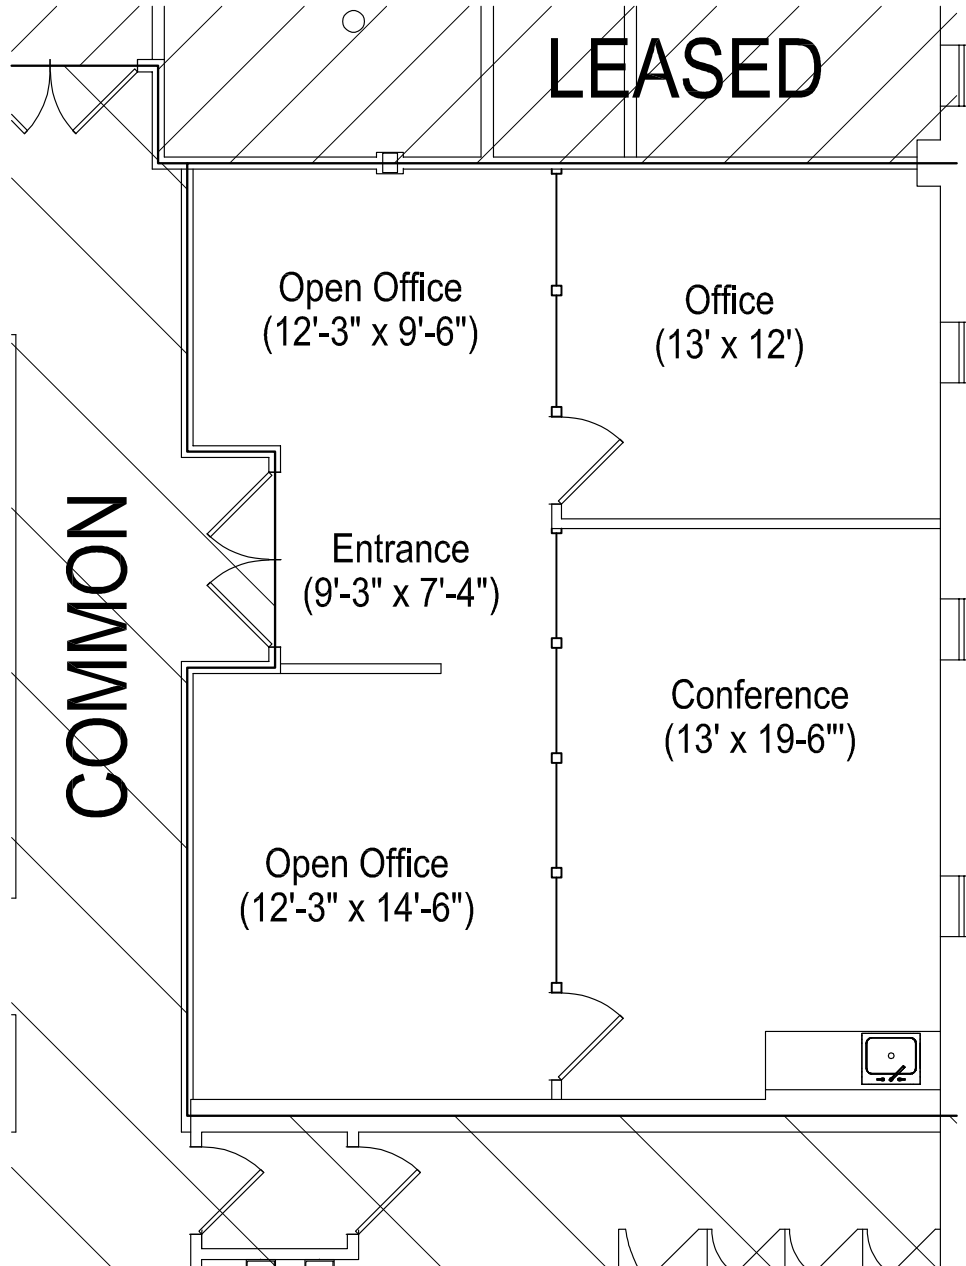 LEASED
Open Office
(12'-3" x 9'-6")
Office
(13' x 12')
COMMON
Entrance
(9'-3" x 7'-4")
Conference
(13' x 19-6"')
Open Office
(12'-3" x 14'-6")